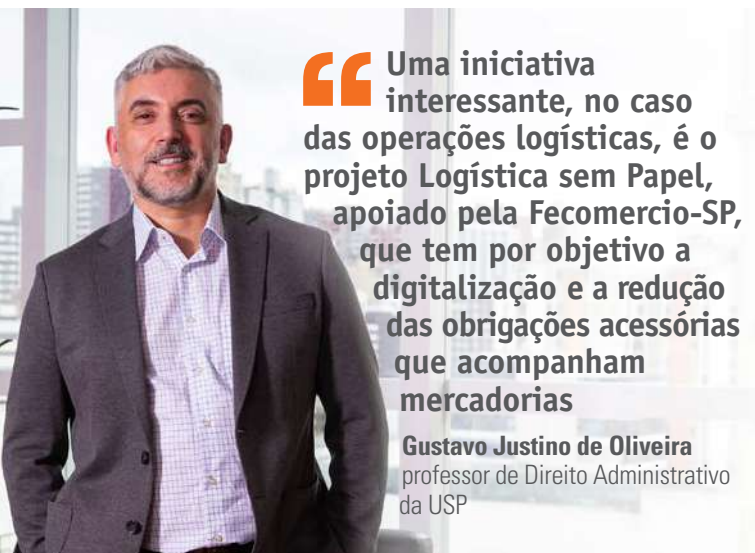 “ Uma iniciativa
interessante, no caso
das operações logísticas, é o
projeto Logística sem Papel,
apoiado pela Fecomercio-SP,
que tem por objetivo a
digitalização e a redução
das obrigações acessórias
que acompanham
mercadorias
Gustavo Justino de Oliveira
professor de Direito Administrativo
da USP